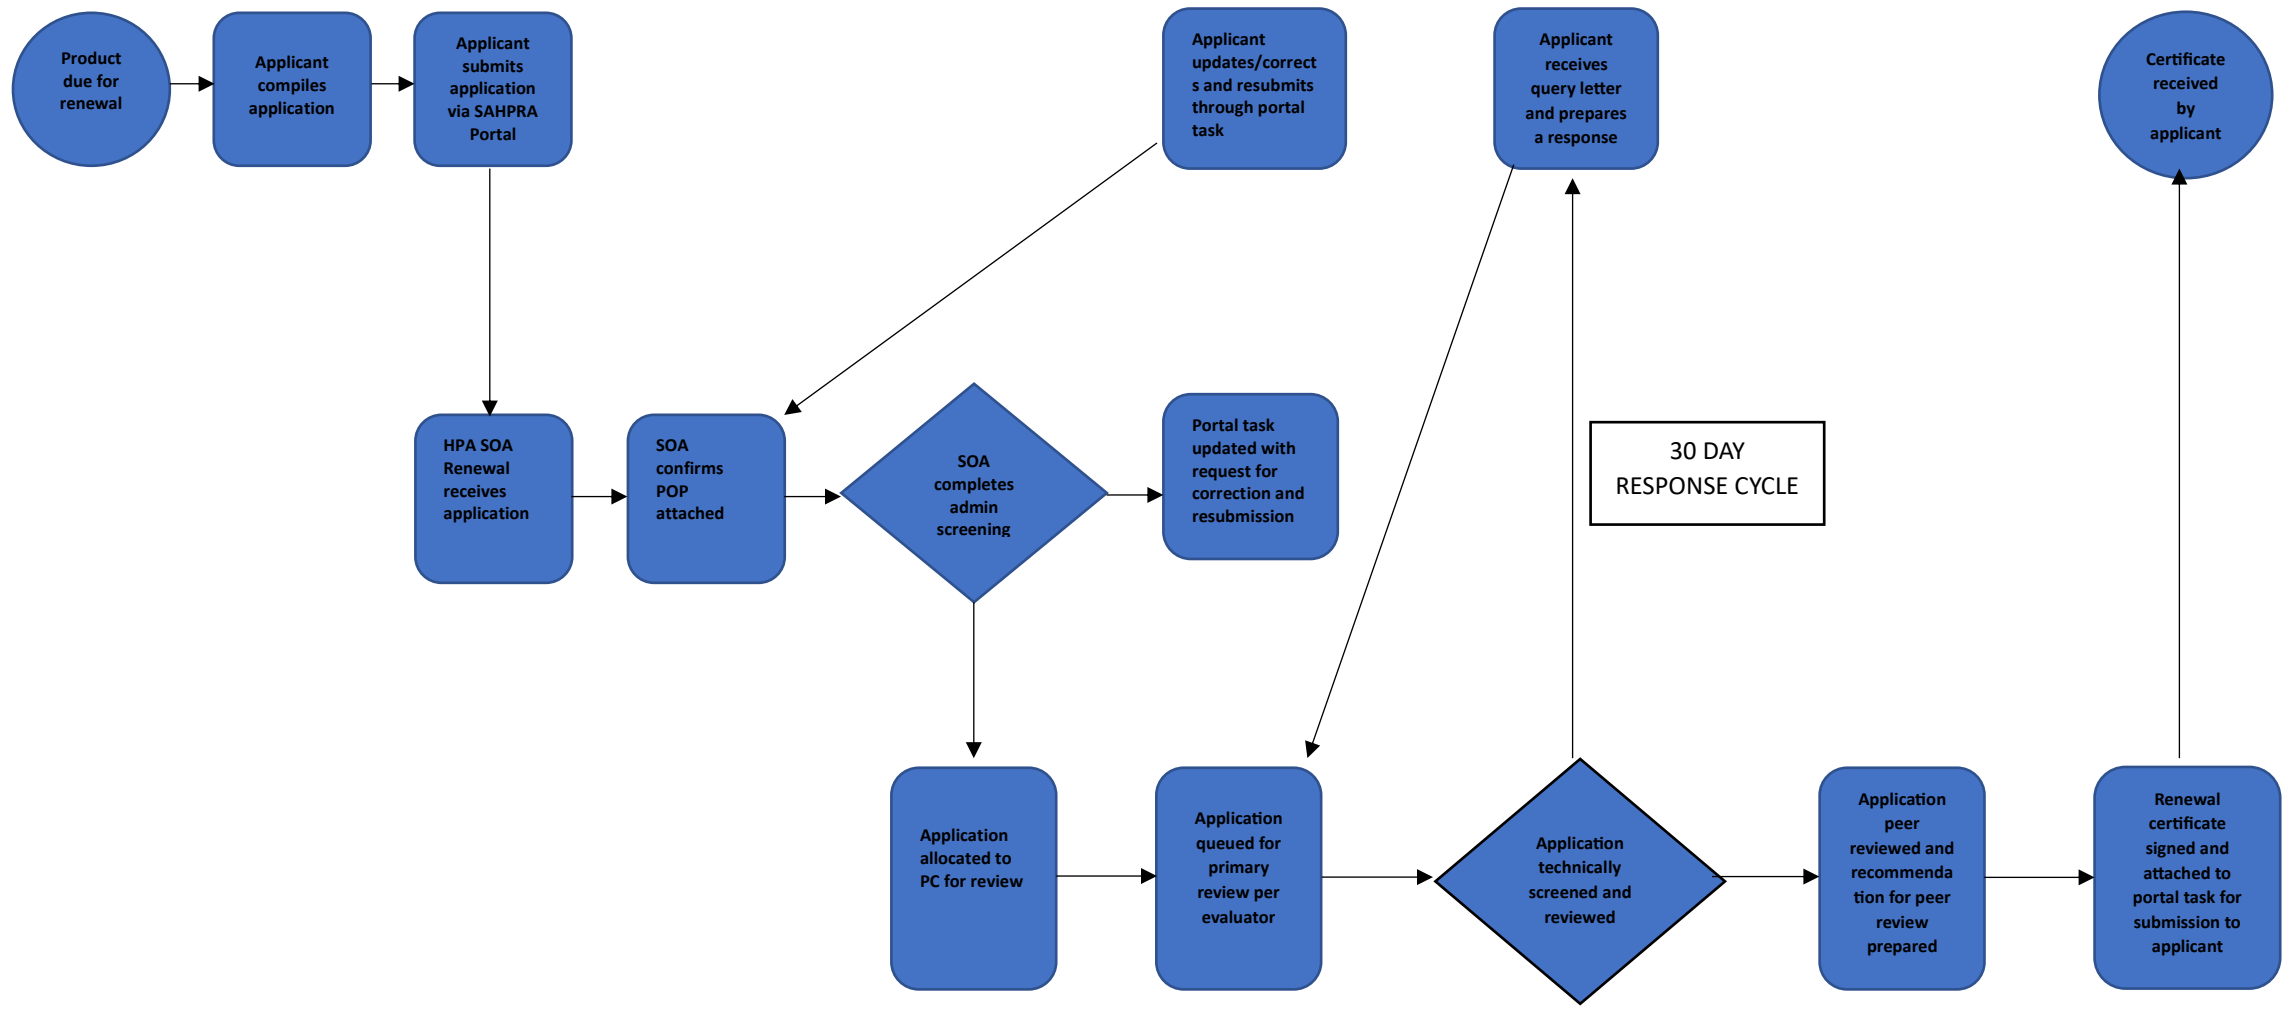 Product
due for
renewal
Applicant
compiles
application
Applicant
submits
application
via SAHPRA
Portal
Applicant
updates/correct
s and resubmits
through portal
task
Applicant
receives
query letter
and prepares
a response
Certificate
received
by
applicant
HPA SOA
Renewal
receives
application
SOA
confirms
POP
attached
SOA
completes
admin
screening
Portal task
updated with
request for
correction and
resubmission
30 DAY
RESPONSE CYCLE
Application
allocated to
PC for review
Application
queued for
primary
review per
evaluator
Application
technically
screened and
reviewed
Application
peer
reviewed and
recommenda
tion for peer
review
prepared
Renewal
certificate
signed and
attached to
portal task for
submission to
applicant